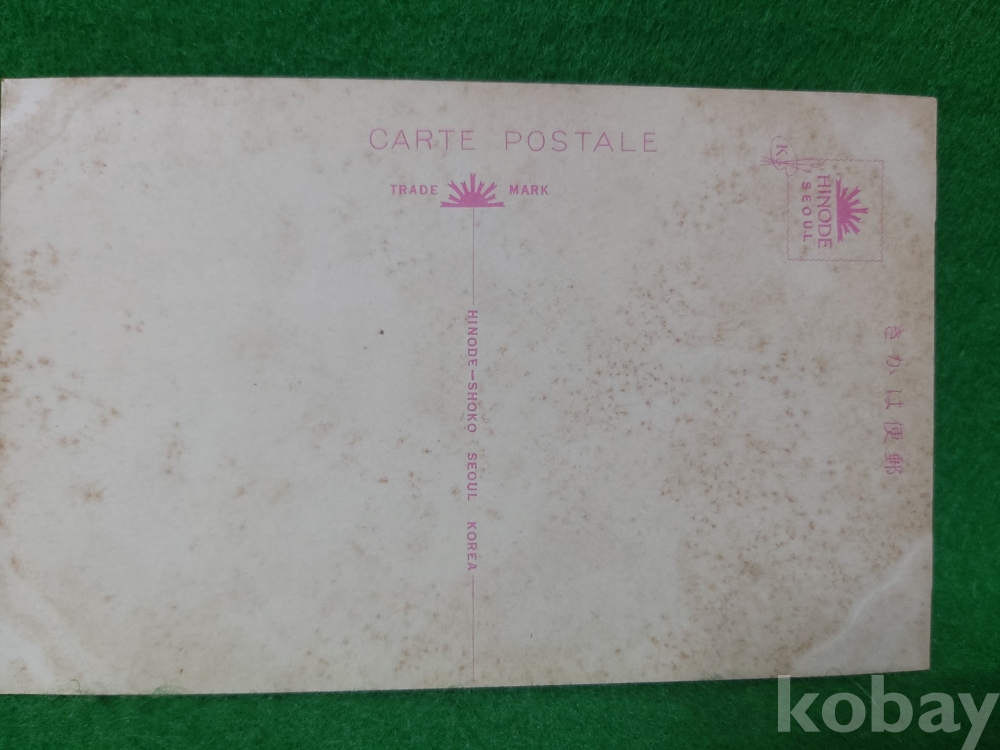 CARTE POSTALE
TRADE MARK
K
HINODE
SEOUL
HINODE—SHOKO SEOUL KOREA
きかは便郵
kobay